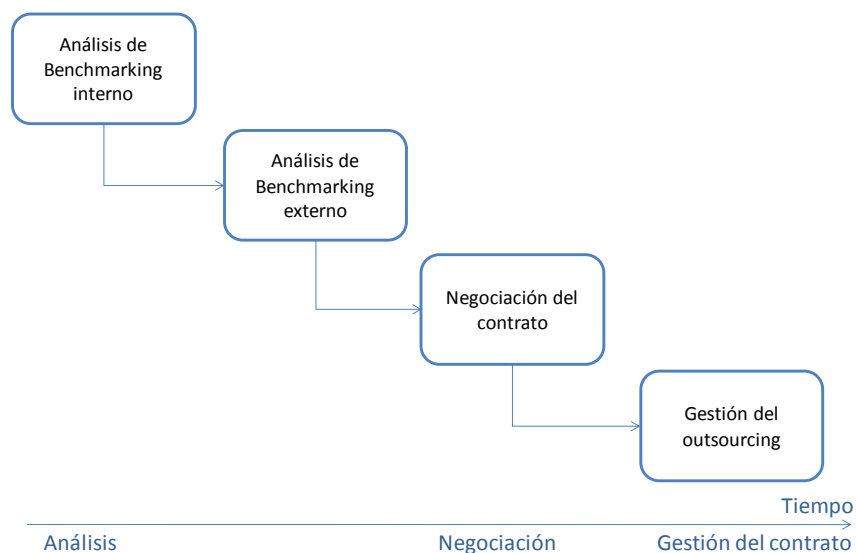 Análisis de
Benchmarking
interno
Análisis de
Benchmarking
externo
Negociación del
contrato
Gestión del
outsourcing
Tiempo
Análisis
Negociación
Gestión del contrato